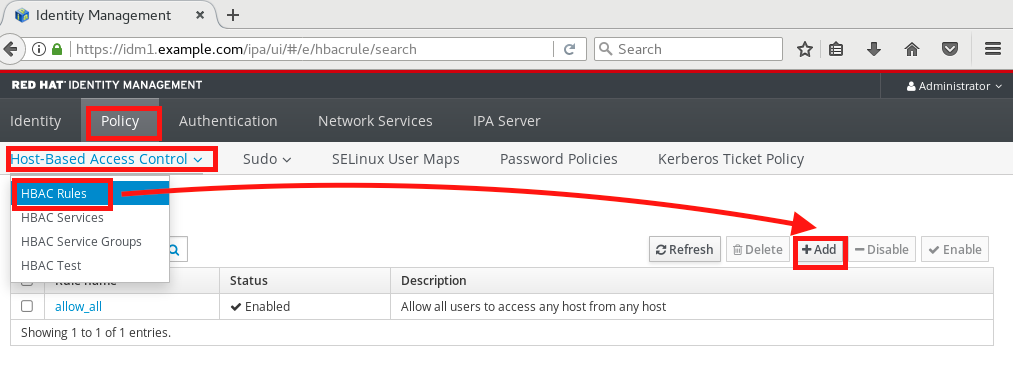 Identity Management
https://idm1.example.com/ipa/ui/#/e/hbacrule/search
Search
RED HAT IDENTITY MANAGEMENT
Administrator
Identity Policy Authentication Network Services IPA Server
Host-Based Access Control Sudo SELinux User Maps Password Policies Kerberos Ticket Policy
HBAC Rules
HBAC Services
HBAC Service Groups
HBAC Test
Refresh Delete Add Disable Enable
Rule name Status Description
allow_all Enabled Allow all users to access any host from any host
Showing 1 to 1 of 1 entries.